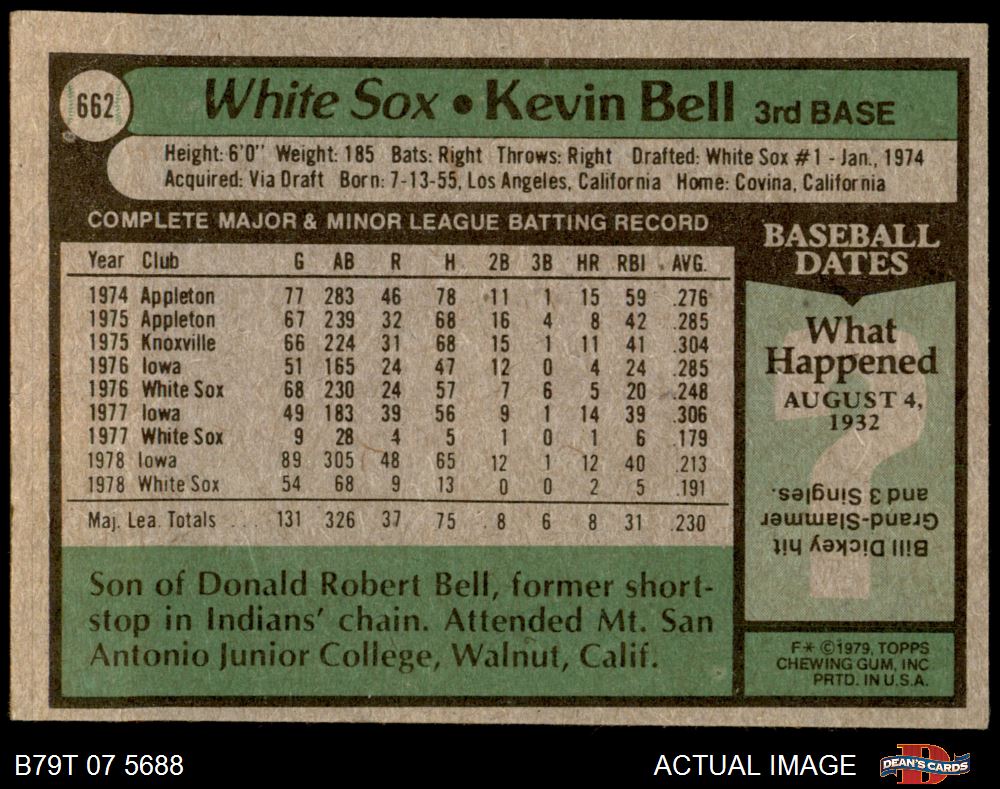 662
White Sox • Kevin Bell 3rd BASE
Height: 6'0" Weight: 185 Bats: Right Throws: Right Drafted: White Sox #1 - Jan., 1974
Acquired: Via Draft Born: 7-13-55, Los Angeles, California Home: Covina, California
COMPLETE MAJOR & MINOR LEAGUE BATTING RECORD
Year Club G AB R H 2B 3B HR RBI AVG.
1974 Appleton 77 283 46 78 11 1 15 59 .276
1975 Appleton 67 239 32 68 16 4 8 42 .285
1975 Knoxville 66 224 31 68 15 1 11 41 .304
1976 Iowa 51 165 24 47 12 0 4 24 .285
1976 White Sox 68 230 24 57 7 6 5 20 .248
1977 Iowa 49 183 39 56 9 1 14 39 .306
1977 White Sox 9 28 4 5 1 0 1 6 .179
1978 Iowa 89 305 48 65 12 1 12 40 .213
1978 White Sox 54 68 9 13 0 0 2 5 .191
Maj. Lea. Totals ... 131 326 37 75 8 6 8 31 .230
Son of Donald Robert Bell, former short-
stop in Indians' chain. Attended Mt. San
Antonio Junior College, Walnut, Calif.
BASEBALL
DATES
What
Happened
AUGUST 4,
1932
Bill Dickey hit
Grand-Slammer
and 3 Singles.
F* ©1979, TOPPS
CHEWING GUM, INC
PRTD. IN U.S.A.
B79T 07 5688
ACTUAL IMAGE
D
DEAN'S CARDS